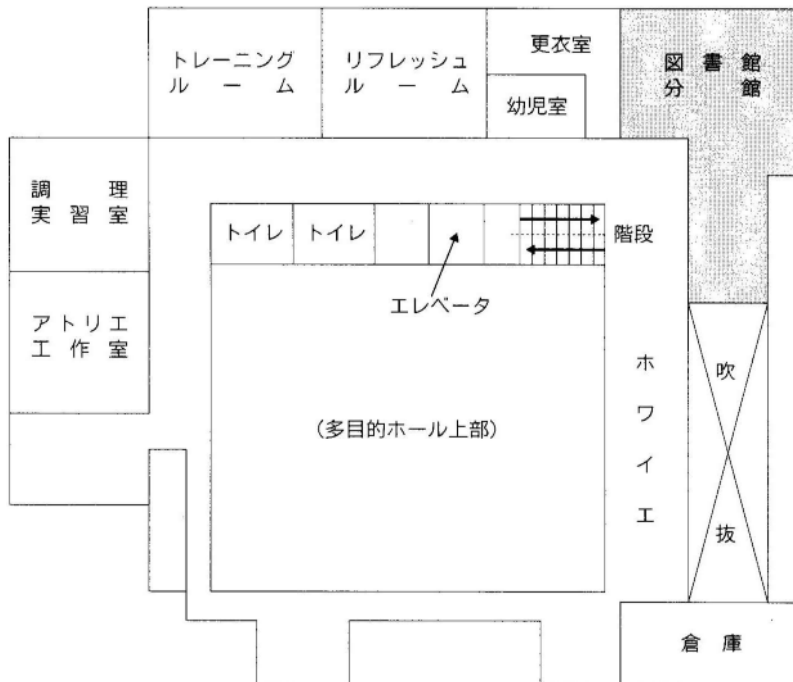 トレーニング
ルーム
リフレッシュ
ルーム
更衣室
幼児室
図書館
分館
調理
実習室
トイレ
トイレ
階段
エレベータ
アトリエ
工作室
(多目的ホール上部)
ホワイエ
吹
抜
倉庫